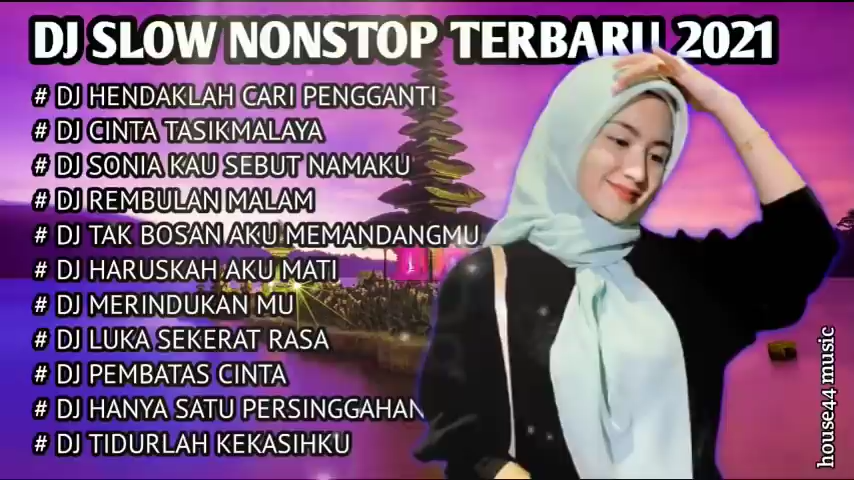 DJ SLOW NONSTOP TERBARU 2021
# DJ HENDAKLAH CARI PENGGANTI
# DJ CINTA TASIKMALAYA
# DJ SONIA KAU SEBUT NAMAKU
# DJ REMBULAN MALAM
# DJ TAK BOSAN AKU MEMANDANGMU
# DJ HARUSKAH AKU MATI
# DJ MERINDUKAN MU
# DJ LUKA SEKERAT RASA
# DJ PEMBATAS CINTA
# DJ HANYA SATU PERSINGGAHAN
# DJ TIDURLAH KEKASIHKU
house44 music